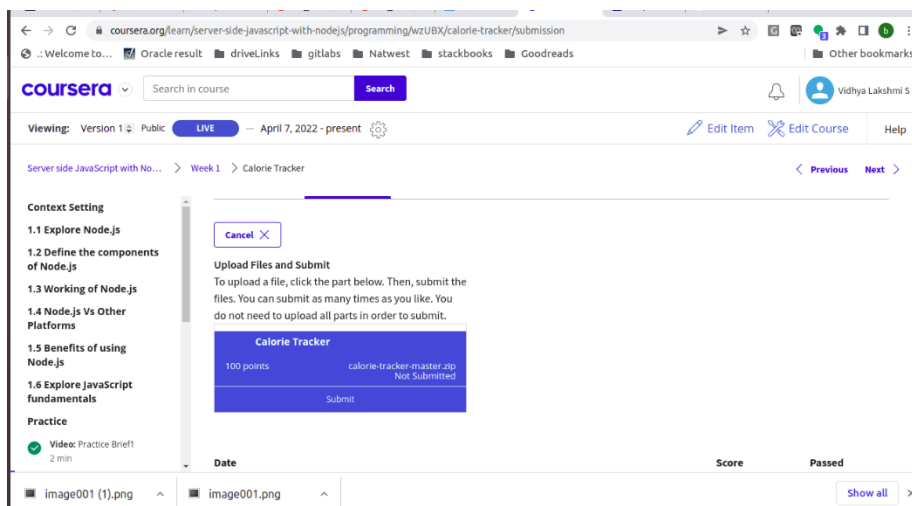 coursera.org/learn/server-side-javascript-with-nodejs/programming/wzUBX/calorie-tracker/submission
.: Welcome to... Oracle result driveLinks gitlabs Natwest stackbooks Goodreads Other bookmarks
coursera Search in course Search Vidhya Lakshmi S
Viewing: Version 1 Public LIVE — April 7, 2022 - present Edit Item Edit Course Help
Server side JavaScript with No... > Week 1 > Calorie Tracker < Previous Next >
Context Setting
1.1 Explore Node.js
1.2 Define the components
of Node.js
1.3 Working of Node.js
1.4 Node.js Vs Other
Platforms
1.5 Benefits of using
Node.js
1.6 Explore JavaScript
fundamentals
Practice
Video: Practice Brief1
2 min
Cancel X
Upload Files and Submit
To upload a file, click the part below. Then, submit the
files. You can submit as many times as you like. You
do not need to upload all parts in order to submit.
Calorie Tracker
100 points calorie-tracker-master.zip
Not Submitted
Submit
Date Score Passed
image001 (1).png image001.png Show all